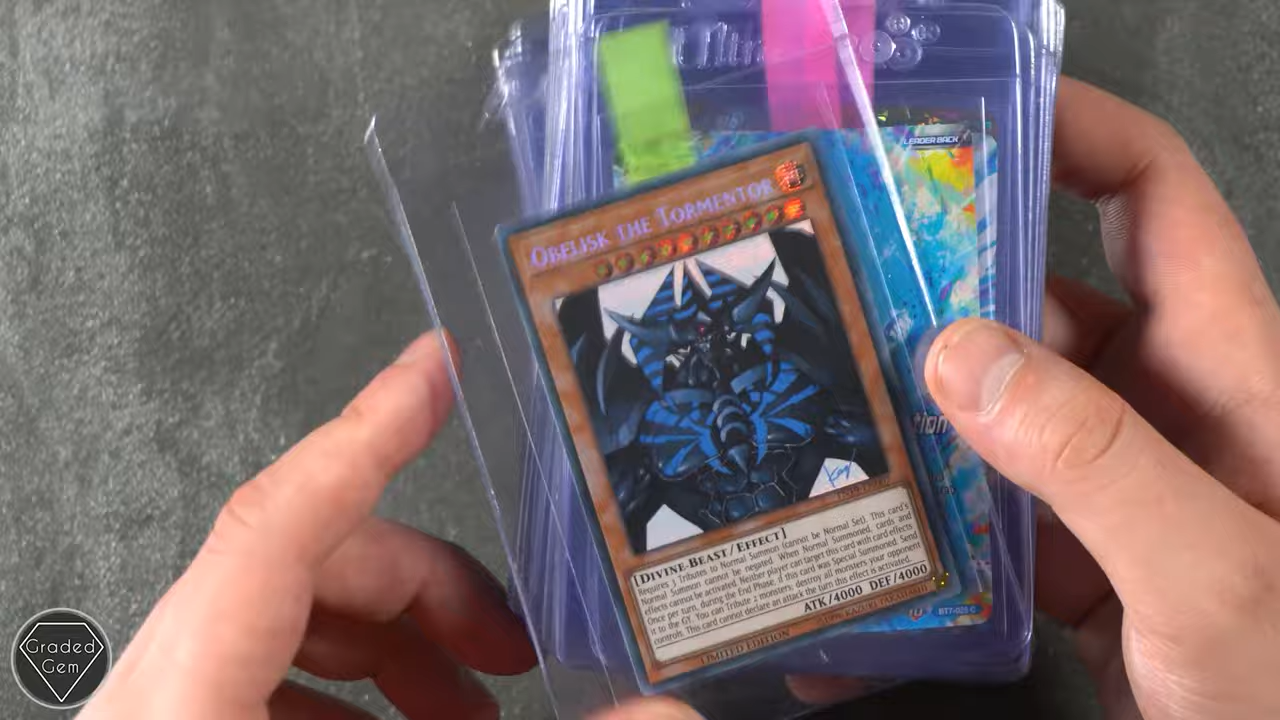 LEADER BACK
OBELISK THE TORMENTOR
tion
[DIVINE-BEAST/EFFECT]
Requires 3 Tributes to Normal Summon (cannot be Normal Set). This card's
Normal Summon cannot be negated. When Normal Summoned, cards and
effects cannot be activated. Neither player can target this card with card effects.
Once per turn, during the End Phase, if this card was Special Summoned: Send
it to the GY. You can Tribute 2 monsters; destroy all monsters your opponent
controls. This card cannot declare an attack the turn this effect is activated.
ATK/4000 DEF/4000
LIMITED EDITION
©1996 KAZUKI TAKAHASHI
BT7-025 C
Graded
Gem